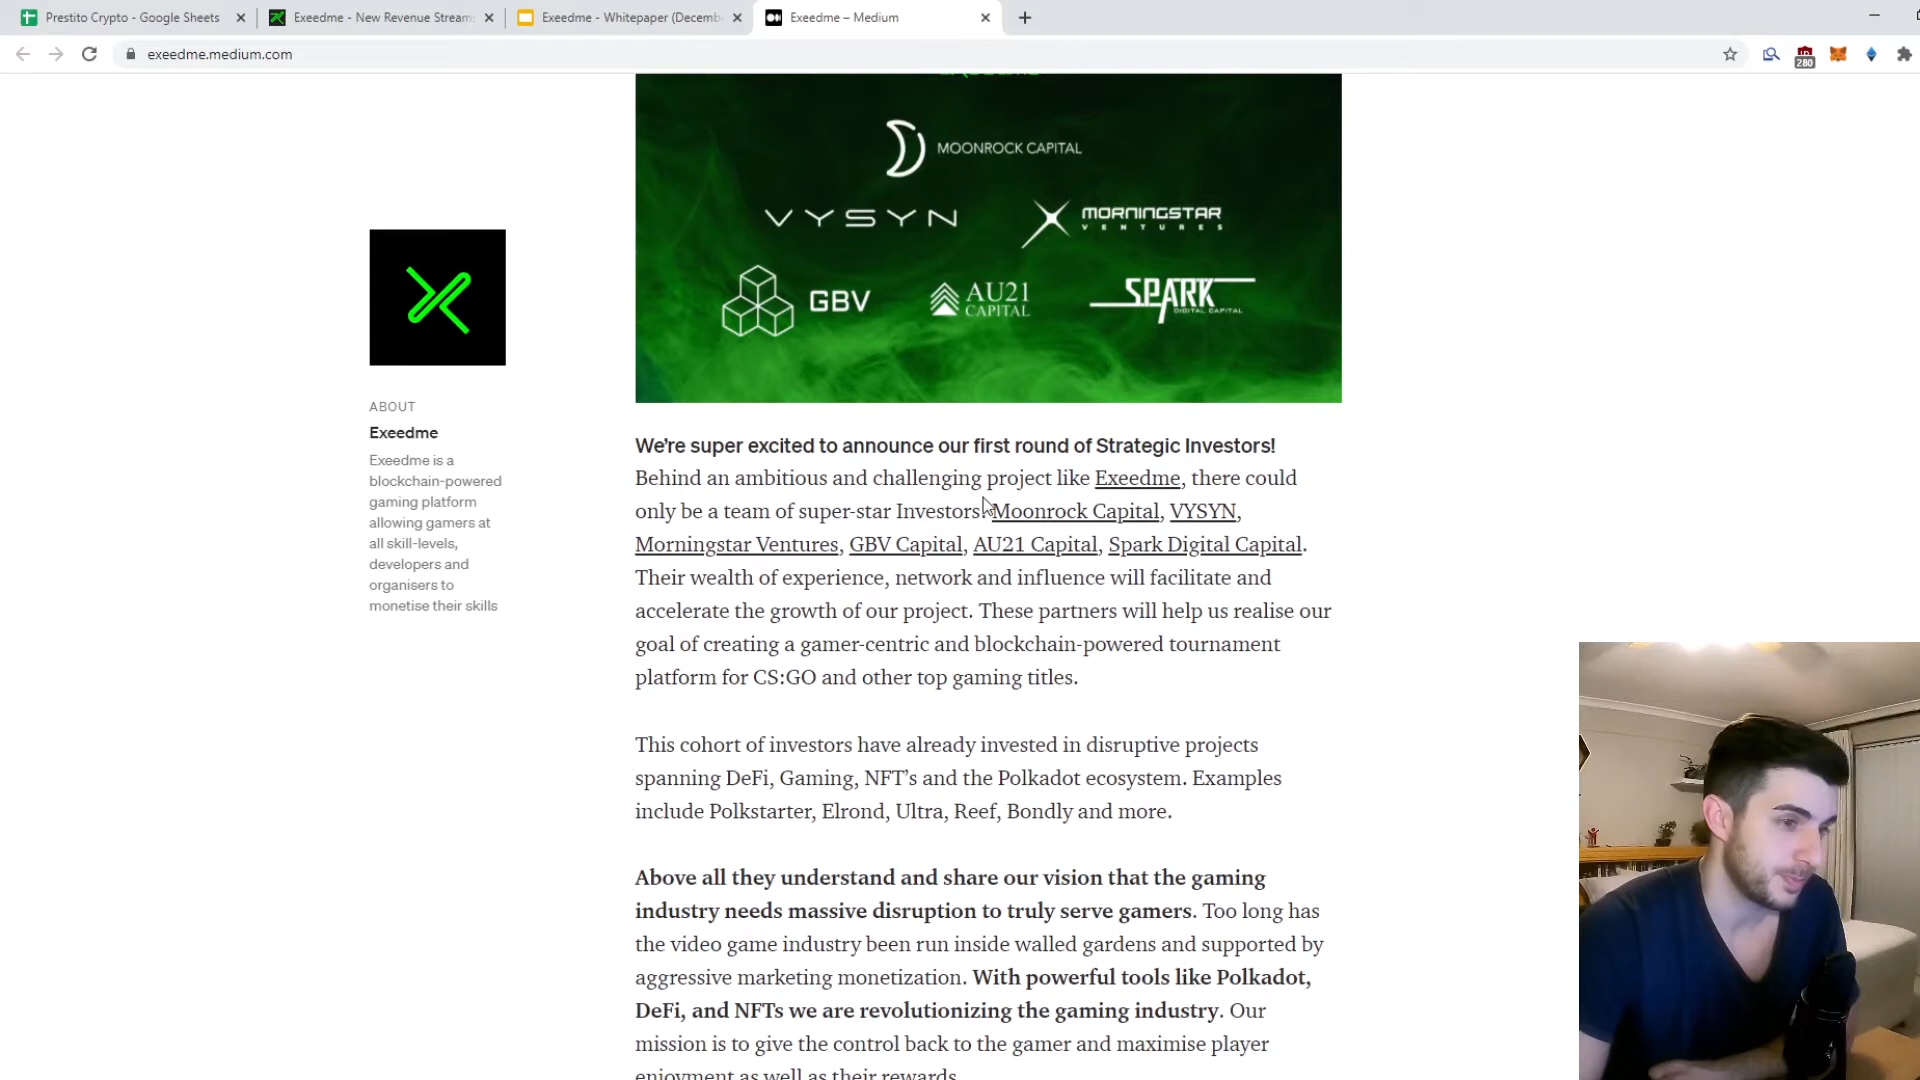 Prestito Crypto - Google Sheets
Exeedme - New Revenue Stream
Exeedme - Whitepaper (Decemb
Exeedme – Medium
exeedme.medium.com
280
MOONROCK CAPITAL
VYSYN
MORNINGSTAR
VENTURES
GBV
AU21
CAPITAL
SPARK
DIGITAL CAPITAL
ABOUT
Exeedme
Exeedme is a
blockchain-powered
gaming platform
allowing gamers at
all skill-levels,
developers and
organisers to
monetise their skills
We’re super excited to announce our first round of Strategic Investors!
Behind an ambitious and challenging project like Exeedme, there could
only be a team of super-star Investors: Moonrock Capital, VYSYN,
Morningstar Ventures, GBV Capital, AU21 Capital, Spark Digital Capital.
Their wealth of experience, network and influence will facilitate and
accelerate the growth of our project. These partners will help us realise our
goal of creating a gamer-centric and blockchain-powered tournament
platform for CS:GO and other top gaming titles.
This cohort of investors have already invested in disruptive projects
spanning DeFi, Gaming, NFT’s and the Polkadot ecosystem. Examples
include Polkstarter, Elrond, Ultra, Reef, Bondly and more.
Above all they understand and share our vision that the gaming
industry needs massive disruption to truly serve gamers. Too long has
the video game industry been run inside walled gardens and supported by
aggressive marketing monetization. With powerful tools like Polkadot,
DeFi, and NFTs we are revolutionizing the gaming industry. Our
mission is to give the control back to the gamer and maximise player
enjoyment as well as their rewards.